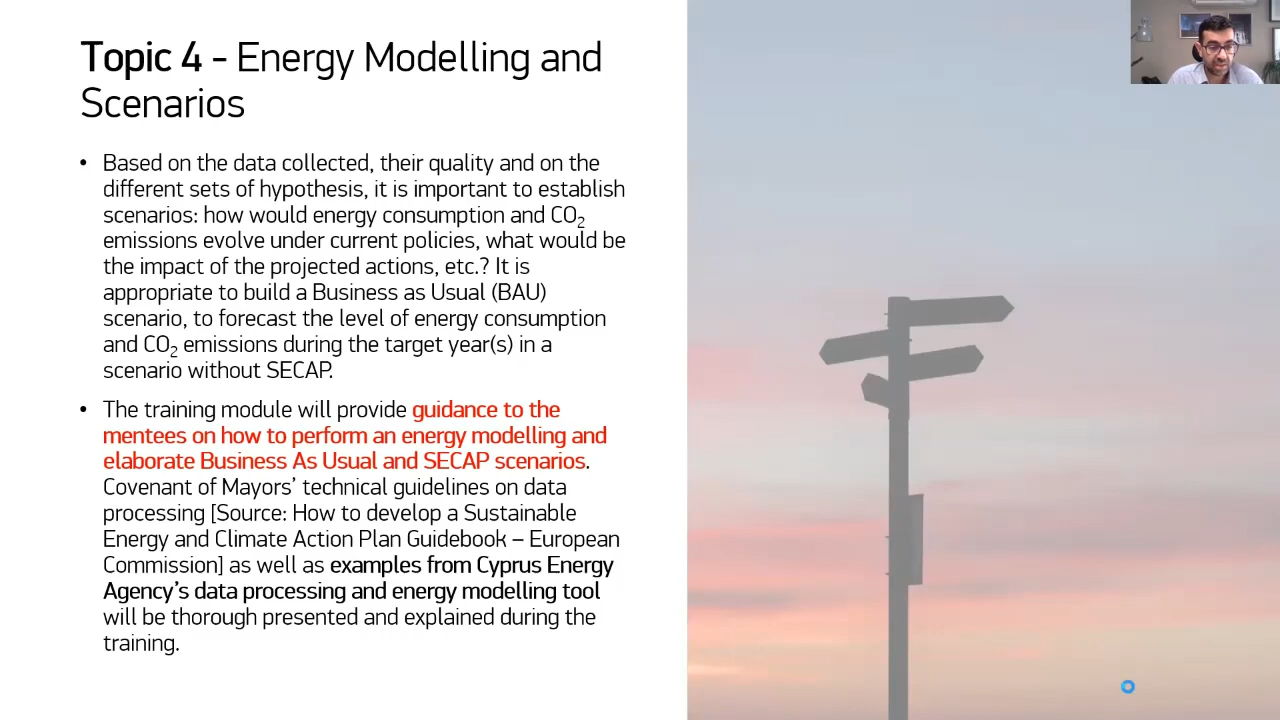 Topic 4 - Energy Modelling and
Scenarios
• Based on the data collected, their quality and on the
different sets of hypothesis, it is important to establish
scenarios: how would energy consumption and CO₂
emissions evolve under current policies, what would be
the impact of the projected actions, etc.? It is
appropriate to build a Business as Usual (BAU)
scenario, to forecast the level of energy consumption
and CO₂ emissions during the target year(s) in a
scenario without SECAP.
• The training module will provide guidance to the
mentees on how to perform an energy modelling and
elaborate Business As Usual and SECAP scenarios.
Covenant of Mayors’ technical guidelines on data
processing [Source: How to develop a Sustainable
Energy and Climate Action Plan Guidebook – European
Commission] as well as examples from Cyprus Energy
Agency’s data processing and energy modelling tool
will be thorough presented and explained during the
training.